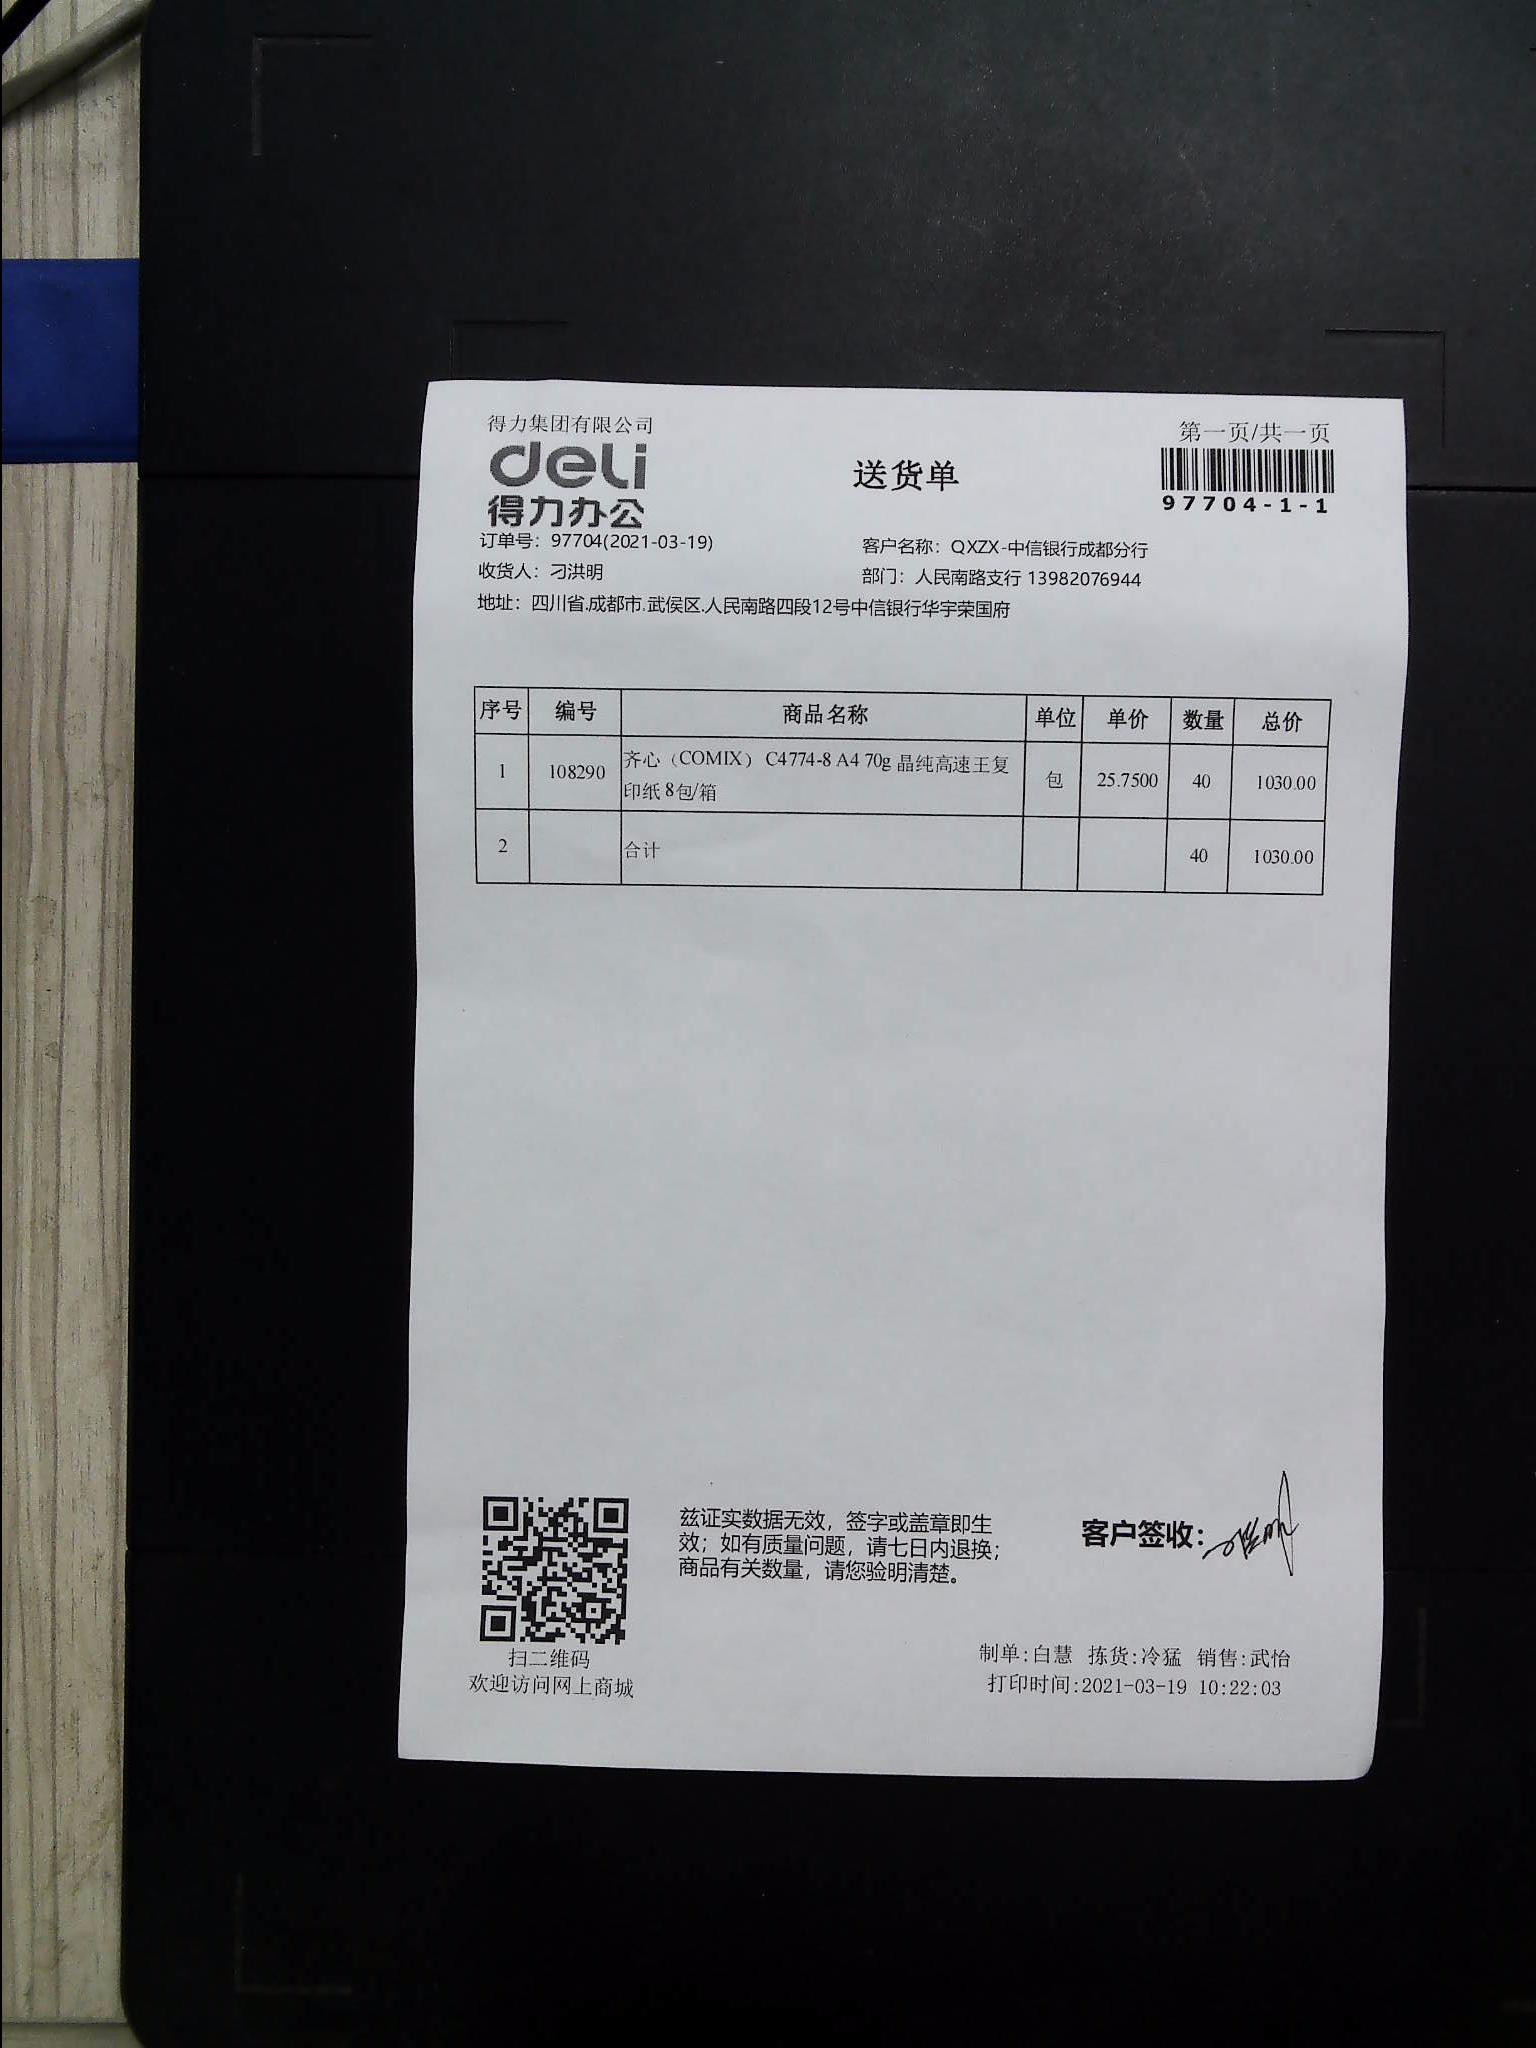 得力集团有限公司
第一页/共一页
deli
得力办公
送货单
97704-1-1
订单号：97704(2021-03-19)
客户名称：QXZX-中信银行成都分行
收货人：刁洪明
部门：人民南路支行 13982076944
地址：四川省.成都市.武侯区.人民南路四段12号中信银行华宇荣国府
序号 编号 商品名称 单位 单价 数量 总价
1 108290 齐心（COMIX） C4774-8 A4 70g 晶纯高速王复 包 25.7500 40 1030.00
印纸 8包/箱
2 合计 40 1030.00
兹证实数据无效，签字或盖章即生
效；如有质量问题，请七日内退换；
商品有关数量，请您验明清楚。
客户签收：
扫二维码
欢迎访问网上商城
制单:白慧 拣货:冷猛 销售:武怡
打印时间:2021-03-19 10:22:03